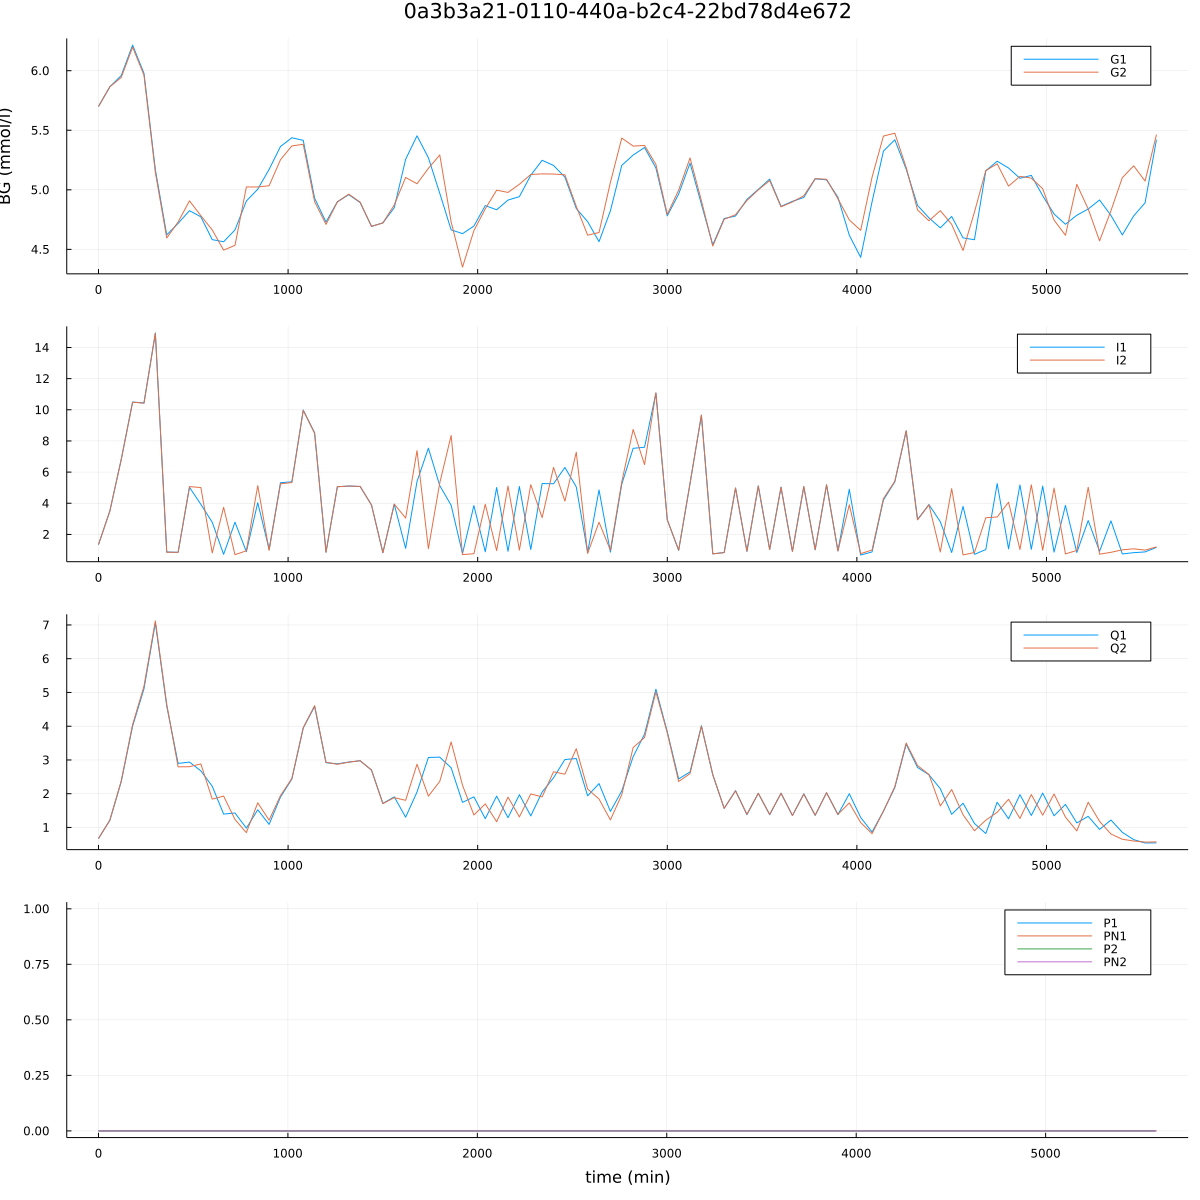 0a3b3a21-0110-440a-b2c4-22bd78d4e672
BG (mmol/l)
6.0
5.5
5.0
4.5
0 1000 2000 3000 4000 5000
G1
G2
14
12
10
8
6
4
2
0 1000 2000 3000 4000 5000
I1
I2
7
6
5
4
3
2
1
0 1000 2000 3000 4000 5000
Q1
Q2
1.00
0.75
0.50
0.25
0.00
0 1000 2000 3000 4000 5000
P1
PN1
P2
PN2
time (min)